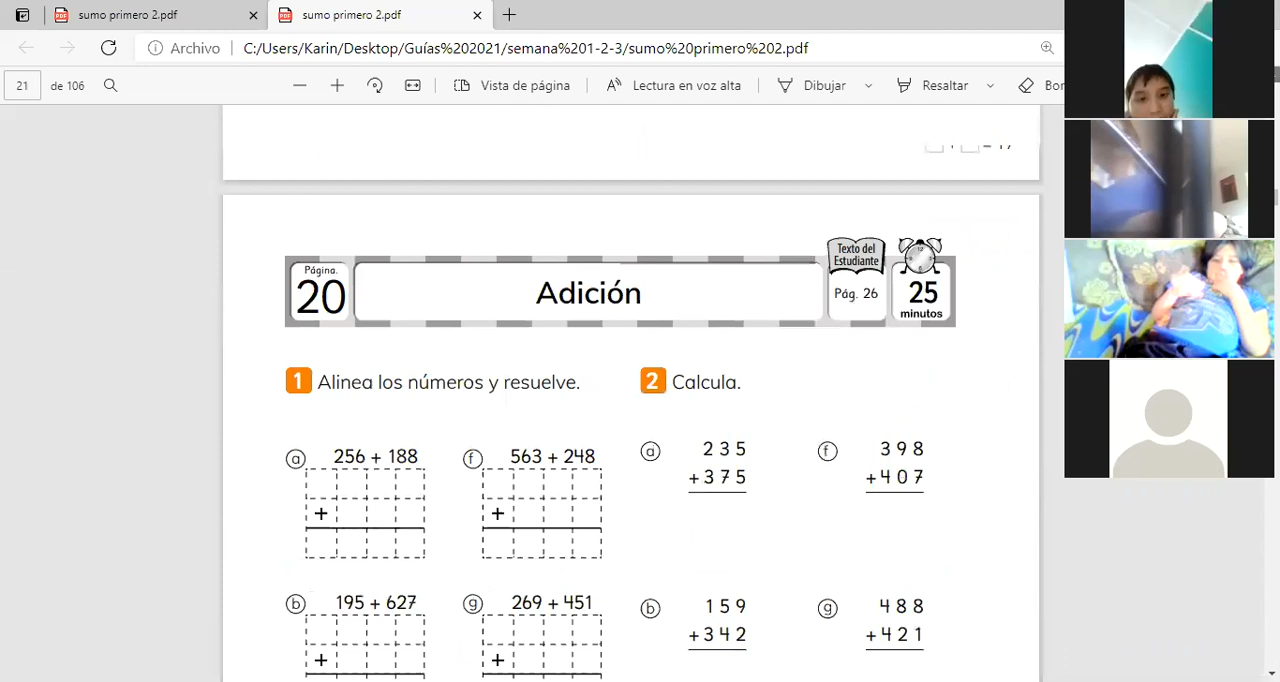 sumo primero 2.pdf
sumo primero 2.pdf
Archivo
C:/Users/Karin/Desktop/Guías%202021/semana%201-2-3/sumo%20primero%202.pdf
21 de 106
Vista de página
Lectura en voz alta
Dibujar
Resaltar
Bor
Página.
20
Adición
Texto del
Estudiante
Pág. 26
25
minutos
1 Alinea los números y resuelve.
a 256 + 188
+
f 563 + 248
+
b 195 + 627
+
g 269 + 451
+
2 Calcula.
a 235
+375
f 398
+407
b 159
+342
g 488
+421